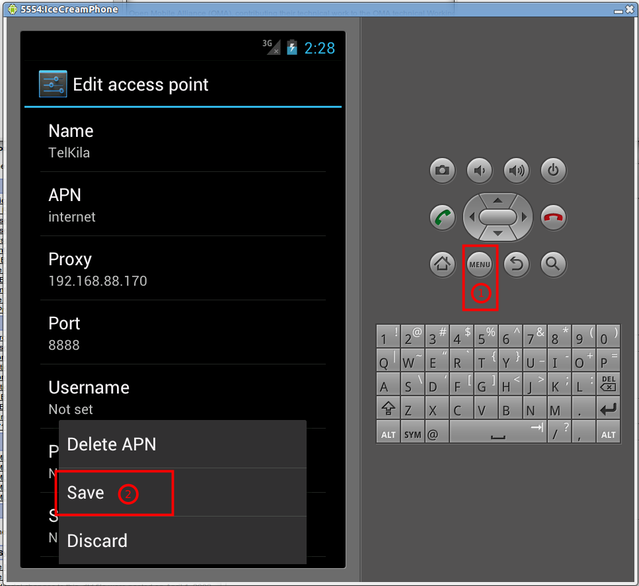 5554:IceCreamPhone
3G 2:28
Edit access point
Name
TelKila
APN
internet
Proxy
192.168.88.170
Port
8888
Username
Not set
Delete APN
Save 2
Discard
MENU
1
1 ! 2 @ 3 # 4 $ 5 % 6 ^ 7 & 8 * 9 ( 0 )
Q | W ~ E " R ` T { Y } U _ I - O + P =
A S \ D ' F [ G ] H < J > K ; L : DEL
Z X C V B N M .
ALT SYM @ / ? , ALT